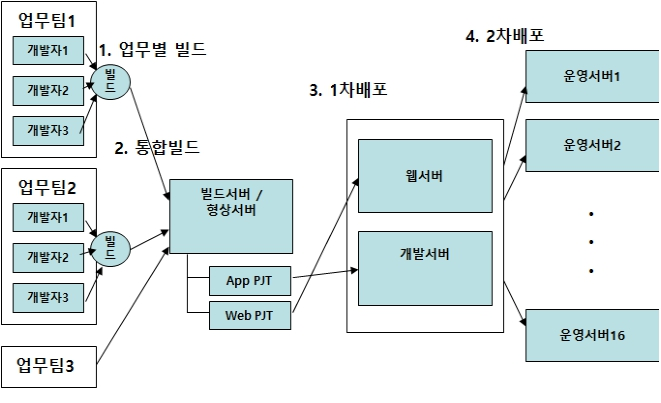 업무팀1
개발자1
개발자2
개발자3
빌
드
1. 업무별 빌드
2. 통합빌드
업무팀2
개발자1
개발자2
개발자3
빌
드
업무팀3
빌드서버 /
형상서버
App PJT
Web PJT
3. 1차배포
웹서버
개발서버
4. 2차배포
운영서버1
운영서버2
•
•
•
운영서버16